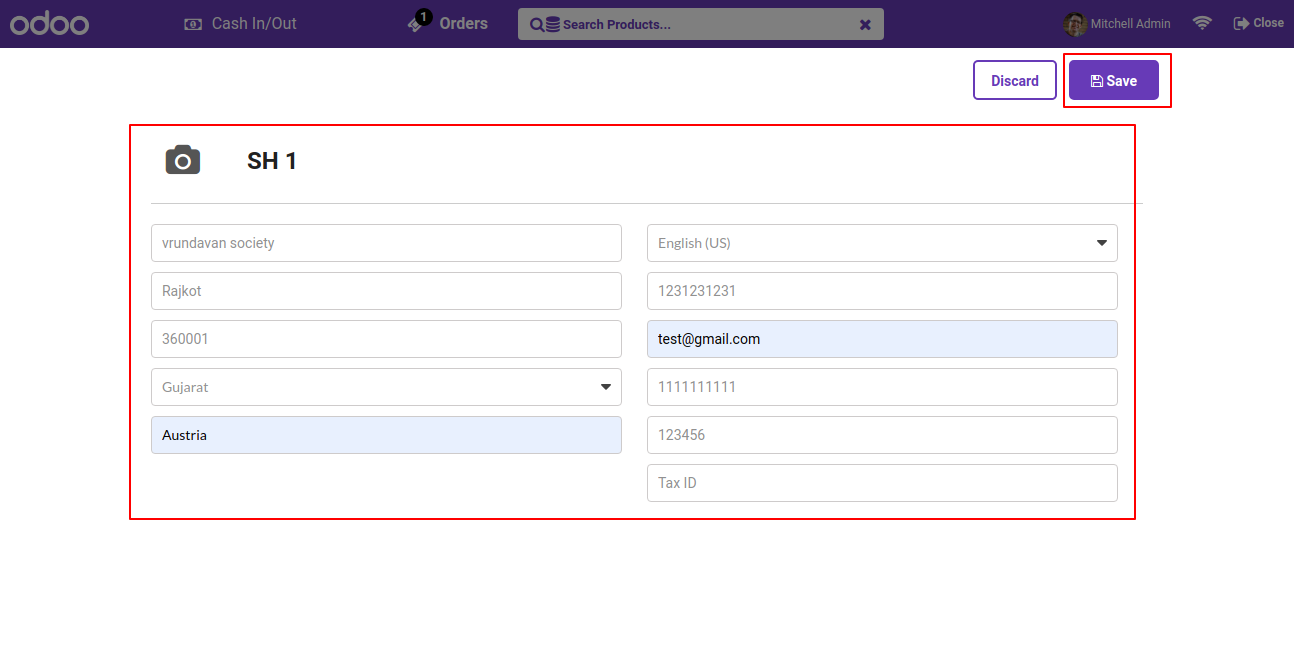 odoo
Cash In/Out
1
Orders
Search Products...
Mitchell Admin
Close
Discard
Save
SH 1
vrundavan society
Rajkot
360001
Gujarat
Austria
English (US)
1231231231
test@gmail.com
1111111111
123456
Tax ID